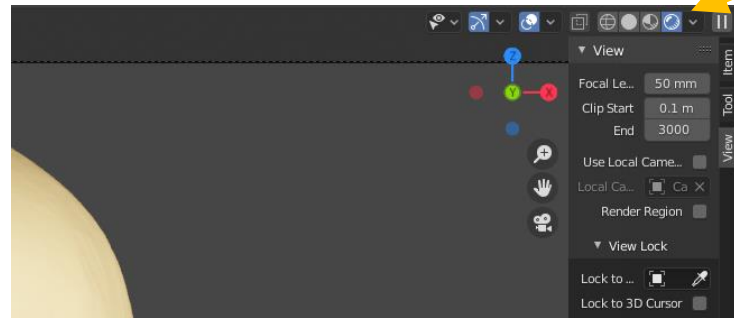 View
Focal Le... 50 mm
Clip Start 0.1 m
End 3000
Use Local Came...
Local Ca... Ca
Render Region
View Lock
Lock to ...
Lock to 3D Cursor
Item
Tool
View
Z
Y
X